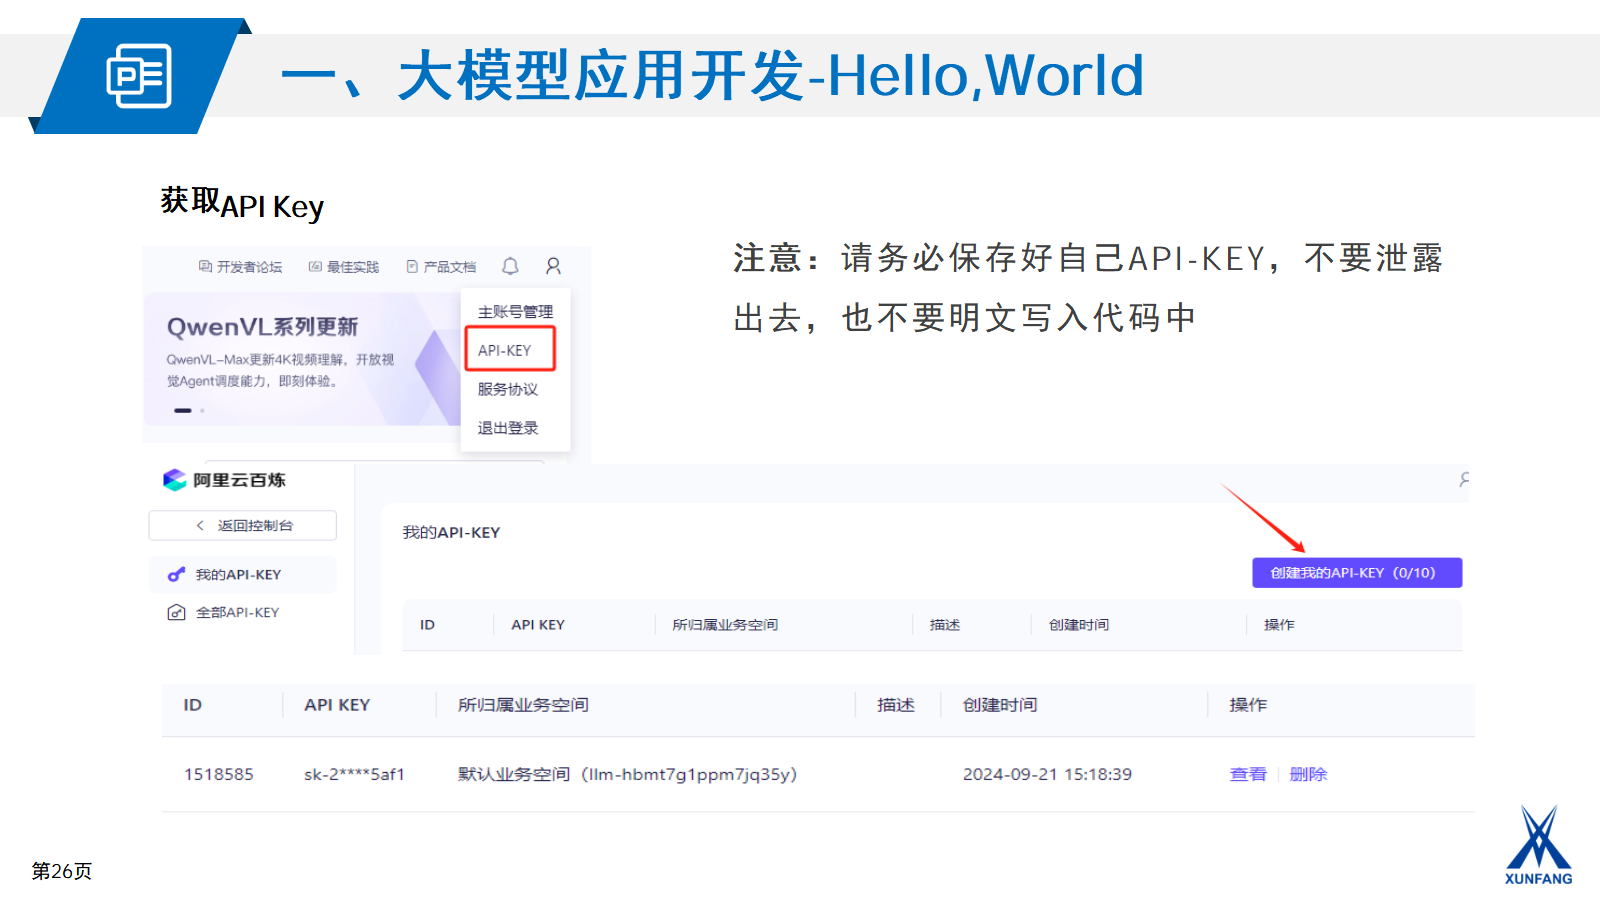 一、大模型应用开发-Hello,World
获取API Key
注意：请务必保存好自己API-KEY，不要泄露
出去，也不要明文写入代码中
开发者论坛 最佳实践 产品文档
主账号管理
API-KEY
服务协议
退出登录
QwenVL系列更新
QwenVL-Max更新4K视频理解，开放视
觉Agent调度能力，即刻体验。
阿里云百炼
返回控制台
我的API-KEY
全部API-KEY
我的API-KEY
创建我的API-KEY（0/10）
ID API KEY 所归属业务空间 描述 创建时间 操作
ID API KEY 所归属业务空间 描述 创建时间 操作
1518585 sk-2****5af1 默认业务空间（llm-hbmt7g1ppm7jq35y） 2024-09-21 15:18:39 查看 删除
第26页
XUNFANG